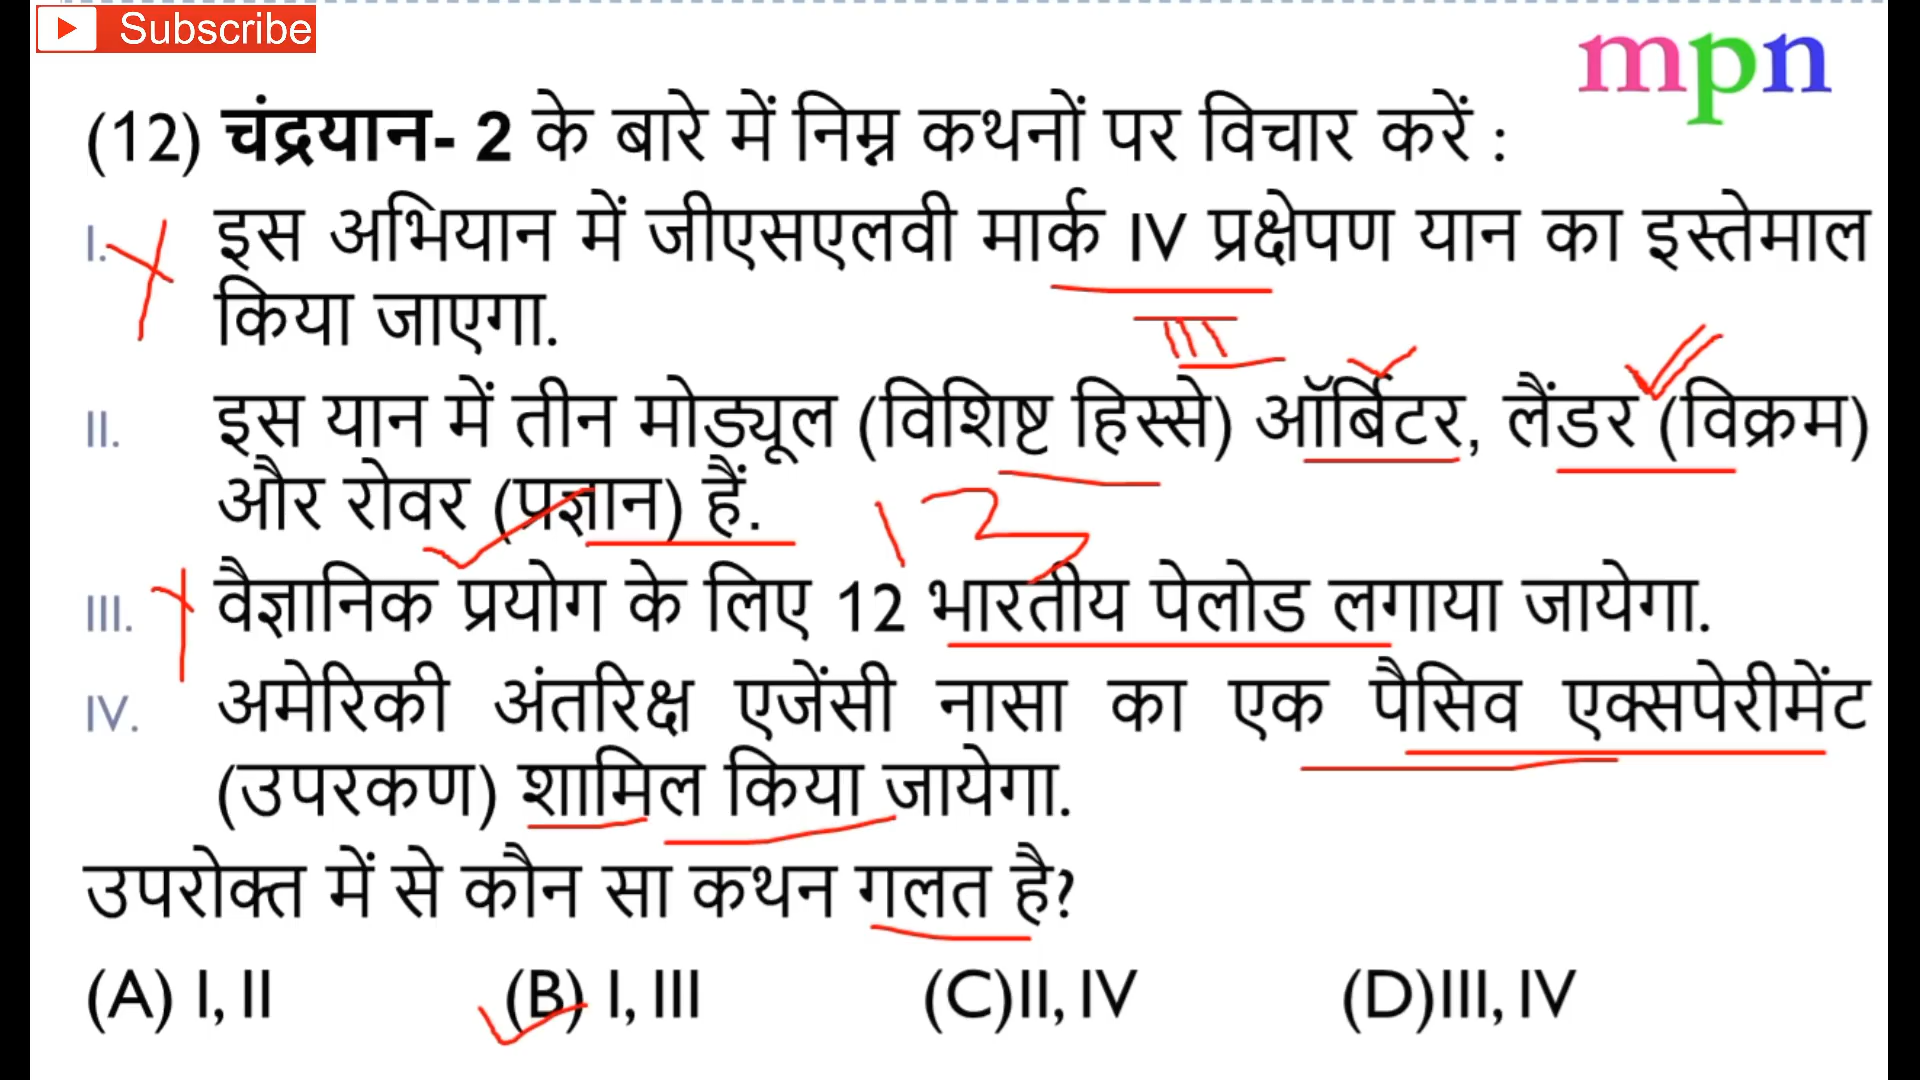 Subscribe
mpn
(12) चंद्रयान- 2 के बारे में निम्न कथनों पर विचार करें :
I. इस अभियान में जीएसएलवी मार्क IV प्रक्षेपण यान का इस्तेमाल
किया जाएगा.
III
II. इस यान में तीन मोड्यूल (विशिष्ट हिस्से) ऑर्बिटर, लैंडर (विक्रम)
और रोवर (प्रज्ञान) हैं.
13
III. वैज्ञानिक प्रयोग के लिए 12 भारतीय पेलोड लगाया जायेगा.
IV. अमेरिकी अंतरिक्ष एजेंसी नासा का एक पैसिव एक्सपेरीमेंट
(उपरकण) शामिल किया जायेगा.
उपरोक्त में से कौन सा कथन गलत है?
(A) I, II (B) I, III (C)II, IV (D)III, IV